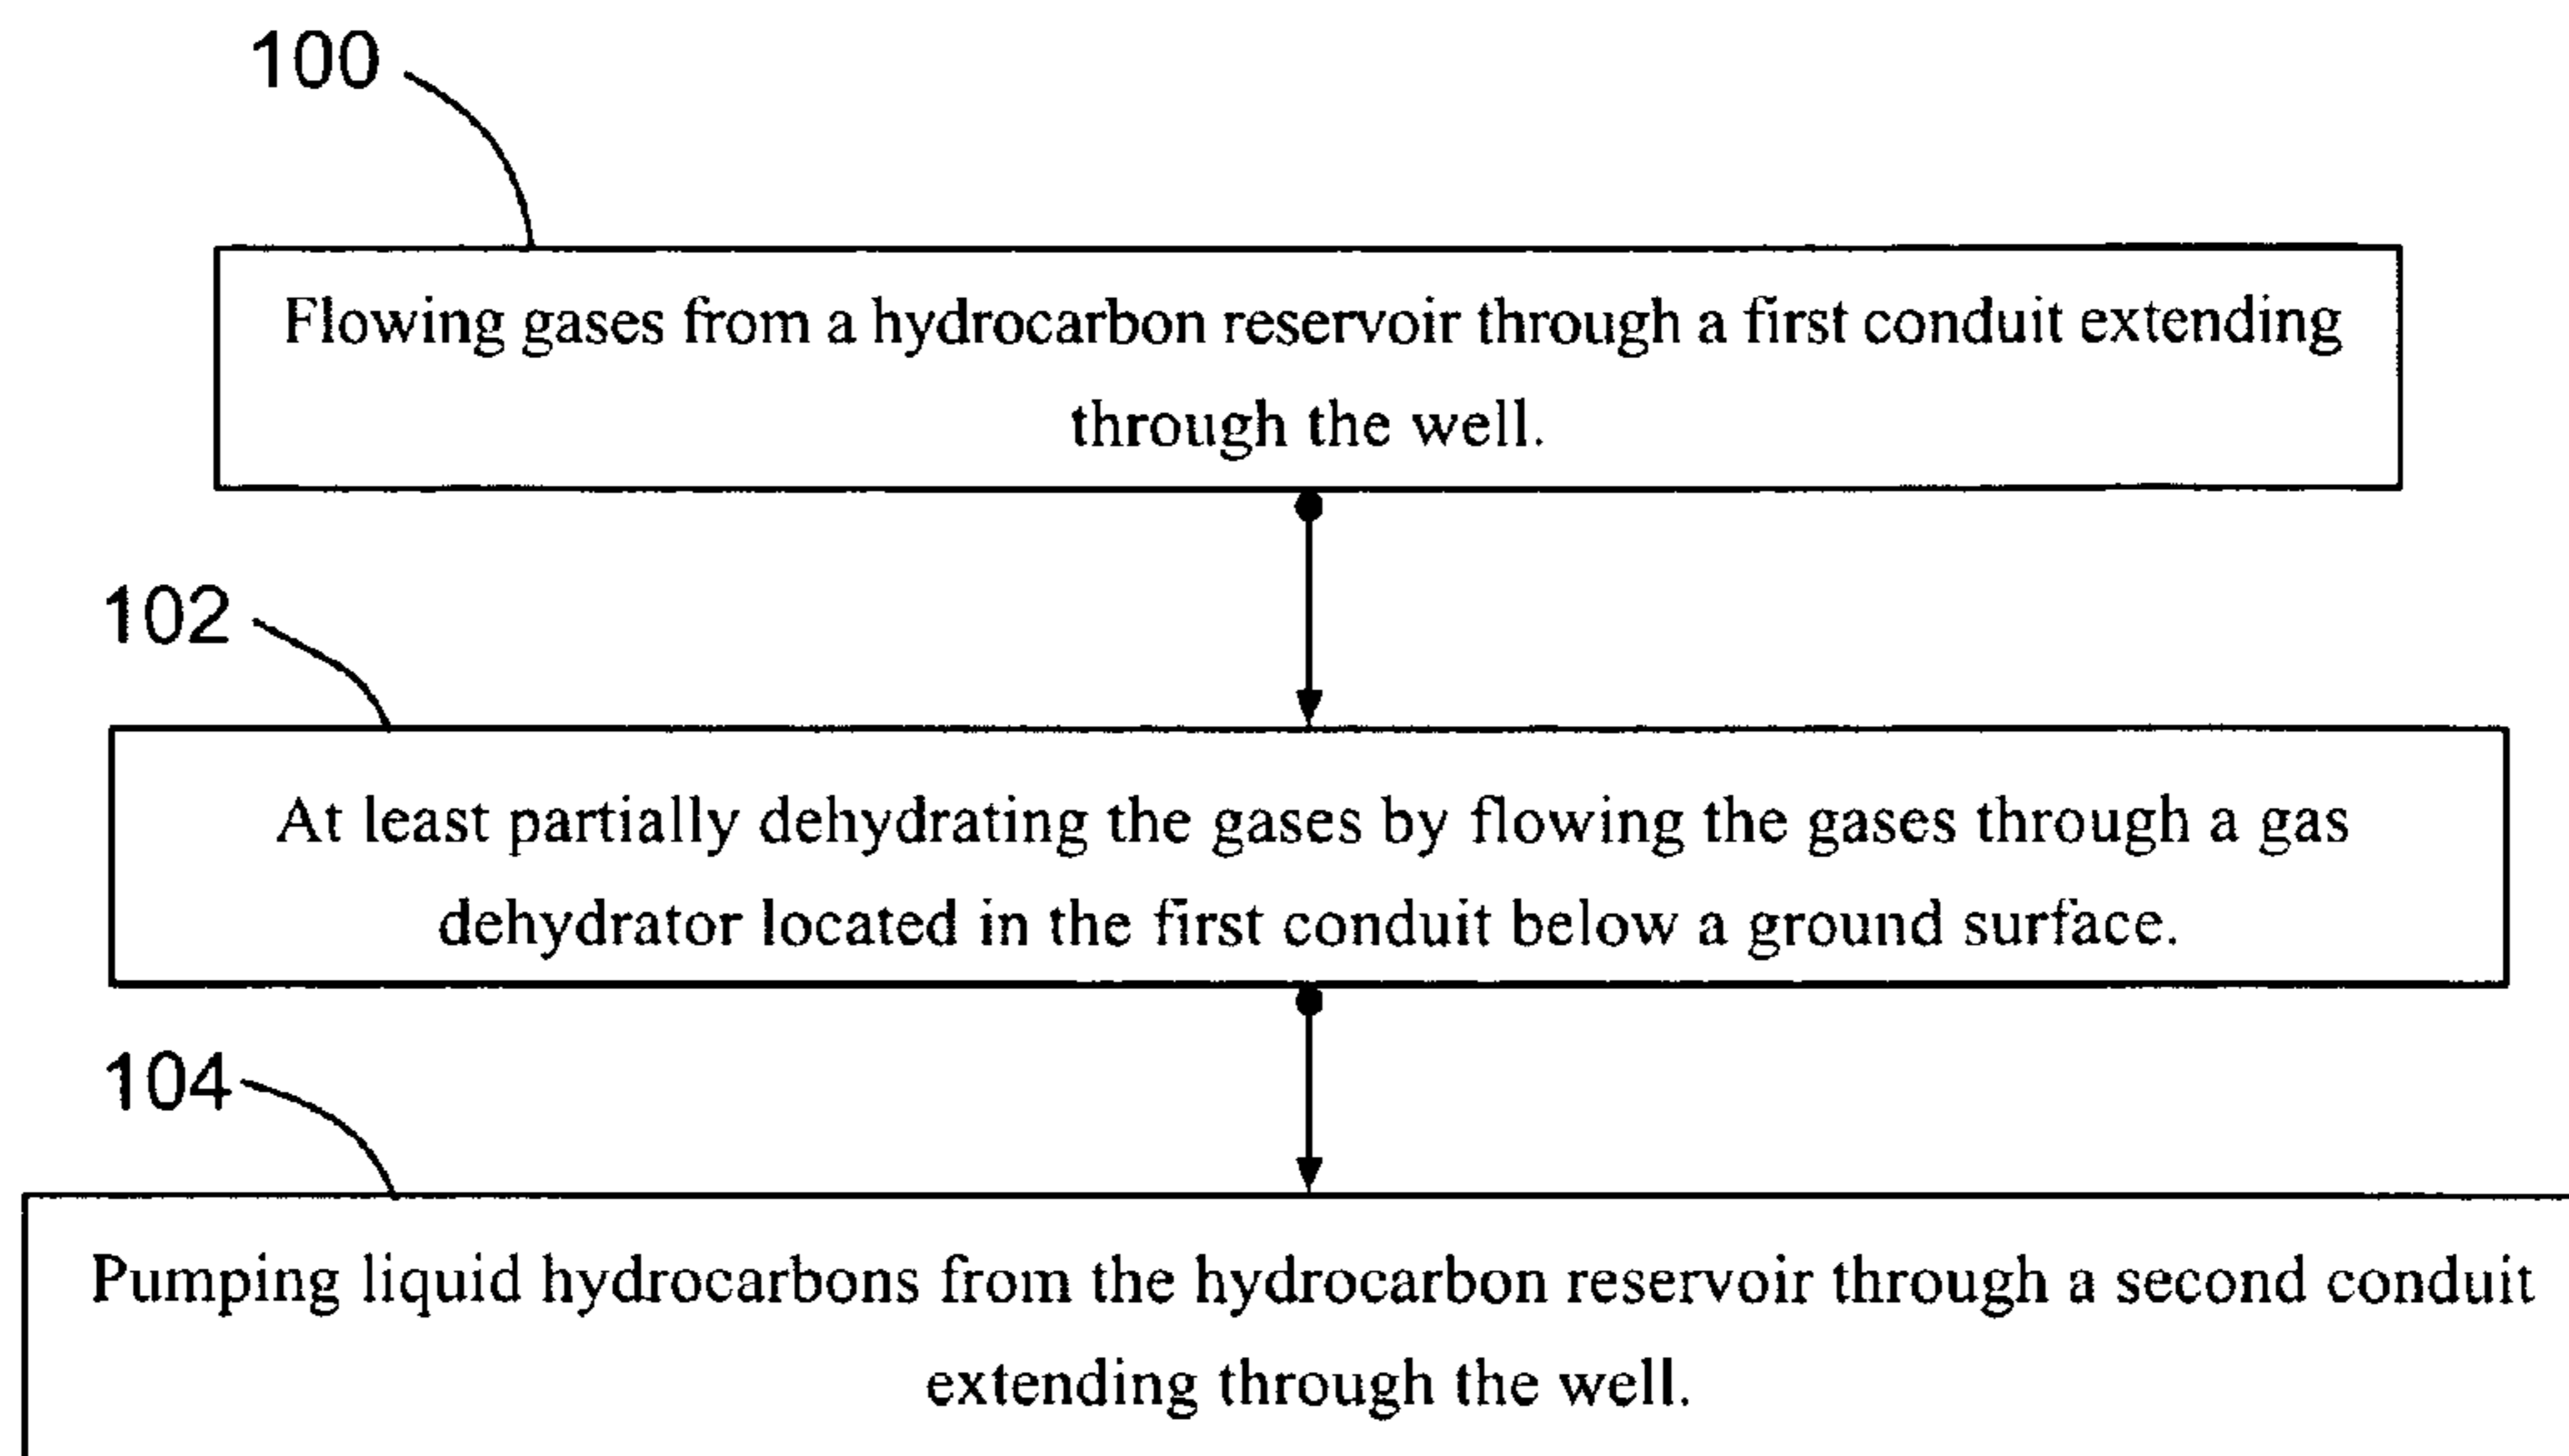 100
Flowing gases from a hydrocarbon reservoir through a first conduit extending
through the well.
102
At least partially dehydrating the gases by flowing the gases through a gas
dehydrator located in the first conduit below a ground surface.
104
Pumping liquid hydrocarbons from the hydrocarbon reservoir through a second conduit
extending through the well.